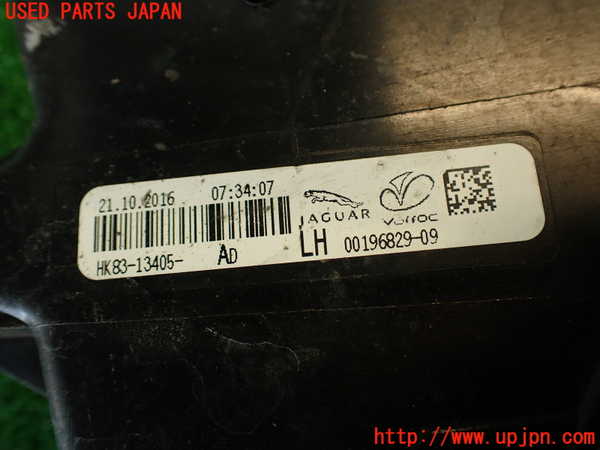 USED PARTS JAPAN
21.10.2016 07:34:07
JAGUAR Varroc
HK83-13405- AD LH 00196829-09
http://www.upjpn.com/